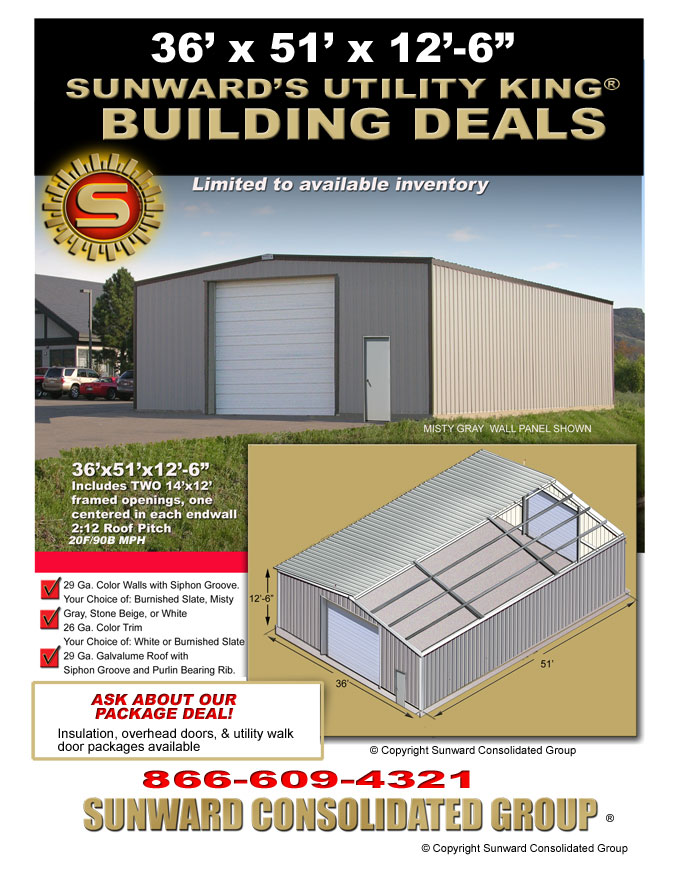 36’ x 51’ x 12’-6”
SUNWARD’S UTILITY KING®
BUILDING DEALS
S
Limited to available inventory
MISTY GRAY WALL PANEL SHOWN
36’x51’x12’-6”
Includes TWO 14’x12’
framed openings, one
centered in each endwall
2:12 Roof Pitch
20F/90B MPH
29 Ga. Color Walls with Siphon Groove.
Your Choice of: Burnished Slate, Misty
Gray, Stone Beige, or White
26 Ga. Color Trim
Your Choice of: White or Burnished Slate
29 Ga. Galvalume Roof with
Siphon Groove and Purlin Bearing Rib.
12’-6”
36’
51’
ASK ABOUT OUR
PACKAGE DEAL!
Insulation, overhead doors, & utility walk
door packages available
© Copyright Sunward Consolidated Group
866-609-4321
SUNWARD CONSOLIDATED GROUP ®
© Copyright Sunward Consolidated Group